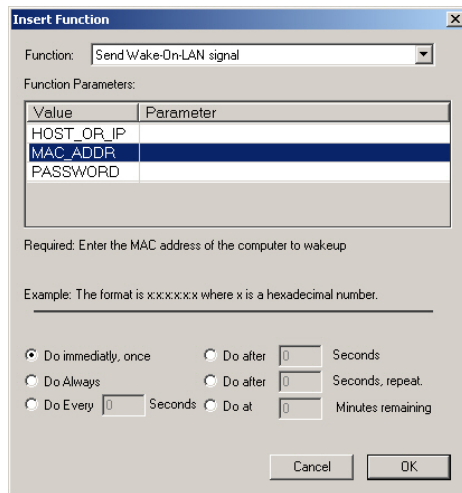 Insert Function
Function: Send Wake-On-LAN signal
Function Parameters:
Value Parameter
HOST_OR_IP
MAC_ADDR
PASSWORD
Required: Enter the MAC address of the computer to wakeup
Example: The format is x:x:x:x:x:x where x is a hexadecimal number.
Do immediatly, once Do after 0 Seconds
Do Always Do after 0 Seconds, repeat.
Do Every 0 Seconds Do at 0 Minutes remaining
Cancel OK